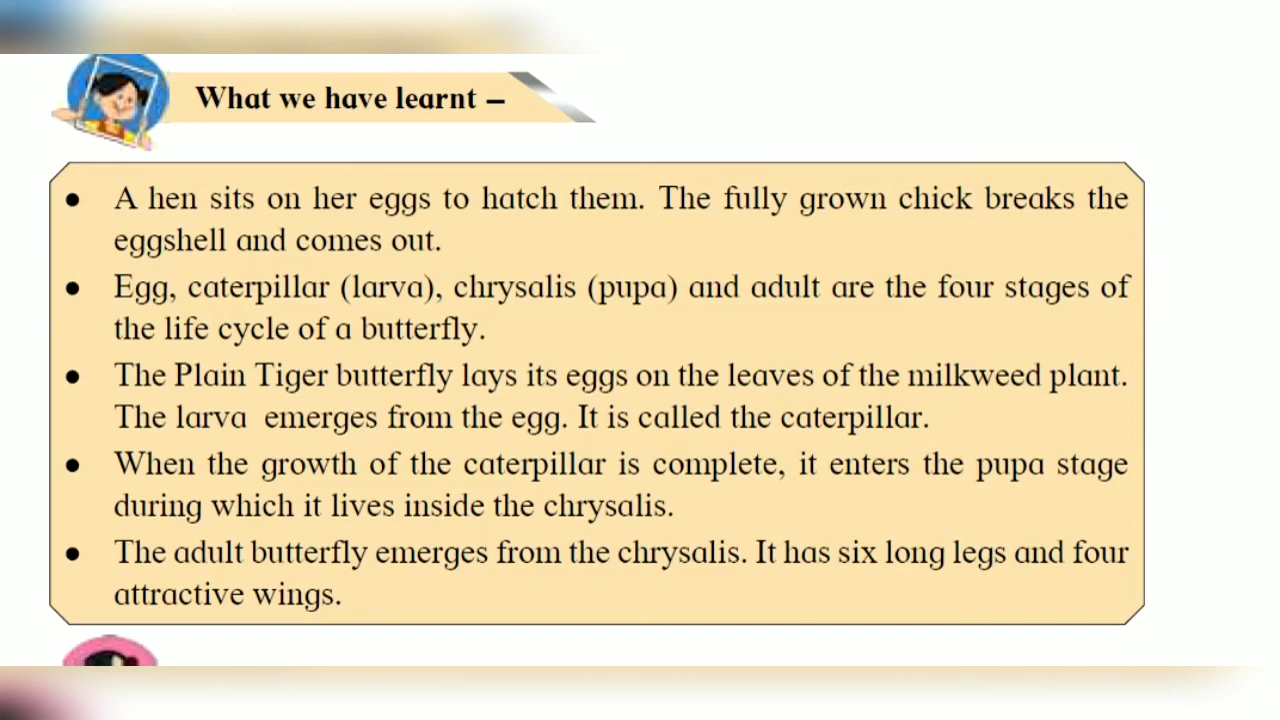 What we have learnt –
● A hen sits on her eggs to hatch them. The fully grown chick breaks the
eggshell and comes out.
● Egg, caterpillar (larva), chrysalis (pupa) and adult are the four stages of
the life cycle of a butterfly.
● The Plain Tiger butterfly lays its eggs on the leaves of the milkweed plant.
The larva emerges from the egg. It is called the caterpillar.
● When the growth of the caterpillar is complete, it enters the pupa stage
during which it lives inside the chrysalis.
● The adult butterfly emerges from the chrysalis. It has six long legs and four
attractive wings.